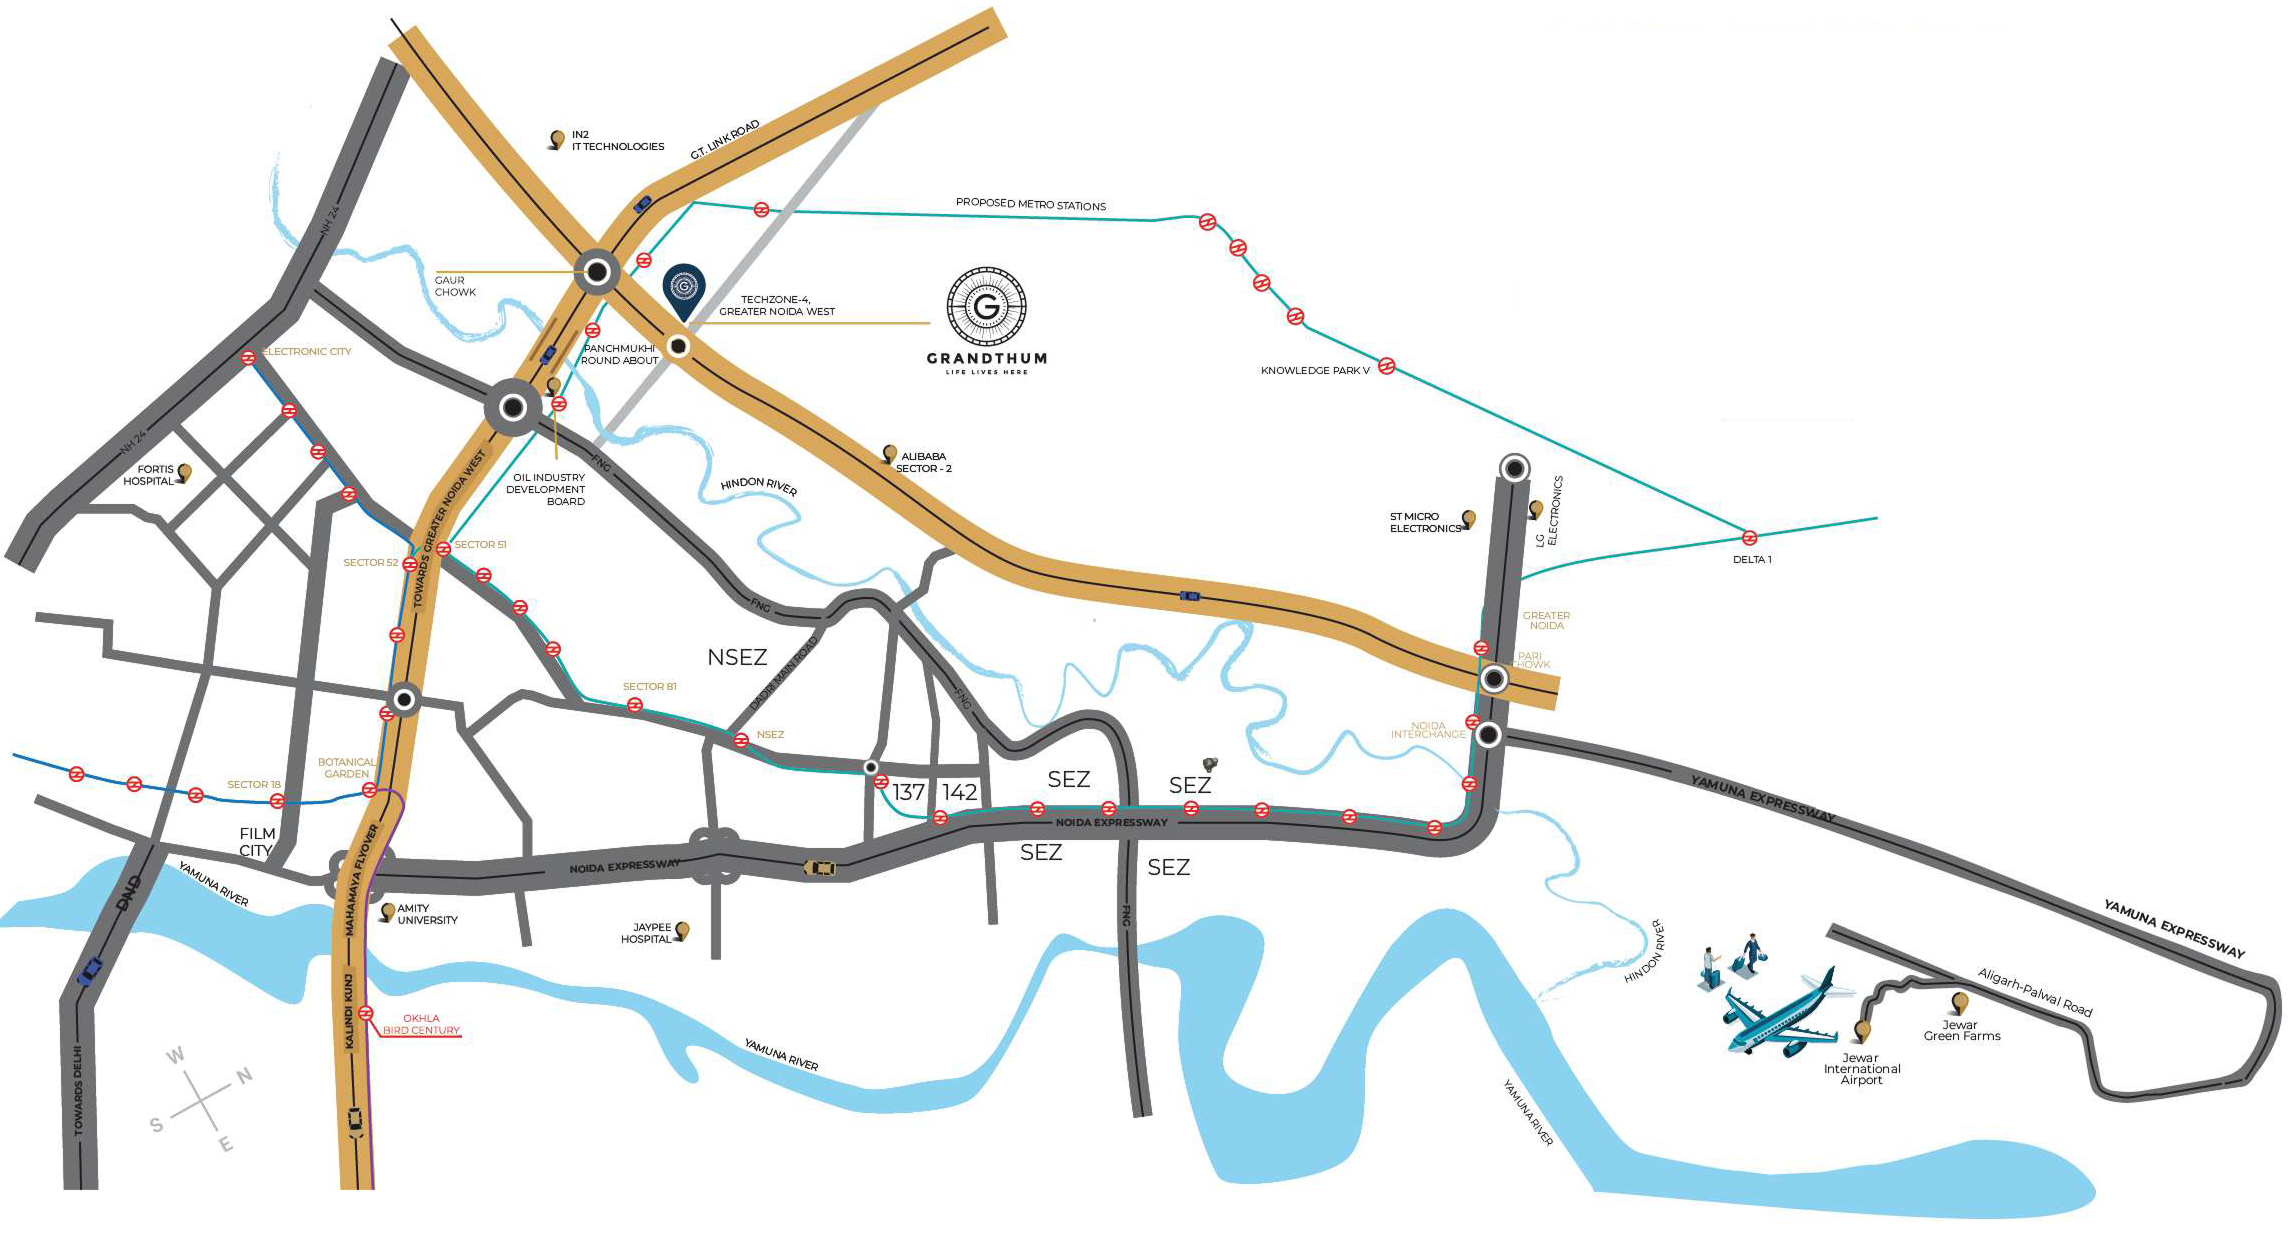 IN2
IT TECHNOLOGIES
G.T. LINK ROAD
NH 24
PROPOSED METRO STATIONS
GAUR
CHOWK
G
TECHZONE-4,
GREATER NOIDA WEST
G
GRANDTHUM
LIFE LIVES HERE
PANCHMUKHI
ROUND ABOUT
ELECTRONIC CITY
KNOWLEDGE PARK V
NH 24
FORTIS
HOSPITAL
TOWARDS GREATER NOIDA WEST
FNG
OIL INDUSTRY
DEVELOPMENT
BOARD
HINDON RIVER
ALIBABA
SECTOR - 2
ST MICRO
ELECTRONICS
LG
ELECTRONICS
SECTOR 51
SECTOR 52
DELTA 1
FNG
GREATER
NOIDA
PARI
CHOWK
NSEZ
DADRI MAIN ROAD
SECTOR 81
FNG
NSEZ
NOIDA
INTERCHANGE
BOTANICAL
GARDEN
SECTOR 18
137
142
SEZ
SEZ
YAMUNA EXPRESSWAY
NOIDA EXPRESSWAY
FILM
CITY
MAHAMAYA FLYOVER
NOIDA EXPRESSWAY
SEZ
SEZ
YAMUNA RIVER
DND
AMITY
UNIVERSITY
JAYPEE
HOSPITAL
FNG
HINDON RIVER
YAMUNA EXPRESSWAY
KALINDI KUNJ
OKHLA
BIRD CENTURY
Aligarh-Palwal Road
Jewar
Green Farms
Jewar
International
Airport
YAMUNA RIVER
YAMUNA RIVER
TOWARDS DELHI
W
N
S
E